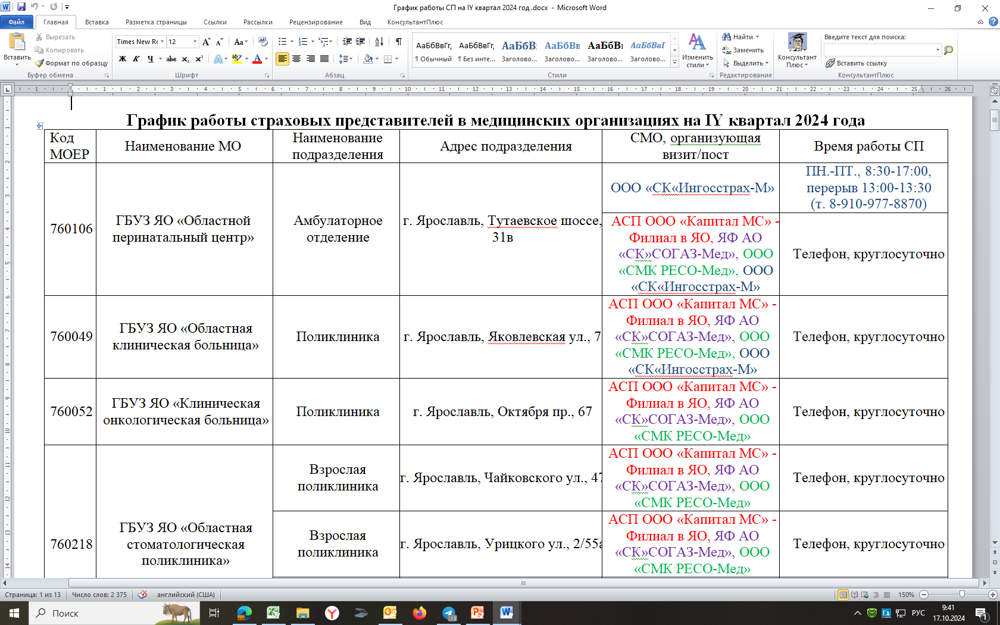 График работы СП на IY квартал 2024 год .docx - Microsoft Word
Файл Главная Вставка Разметка страницы Ссылки Рассылки Рецензирование Вид КонсультантПлюс
Вставить
Вырезать
Копировать
Формат по образцу
Буфер обмена
Times New Ro 12
Шрифт
Абзац
АаБбВвГг, АаБбВвГг, АаБбВ АаБбВв АаБбВı АаБбВвГ
¶ Обычный ¶ Без инте... Заголово... Заголово... Заголово... Заголово...
Стили
Изменить стили
Найти
Заменить
Выделить
Редактирование
Консультант Плюс
Введите текст для поиска:
Вставить ссылку
КонсультантПлюс
График работы страховых представителей в медицинских организациях на IY квартал 2024 года
Код МОЕР
Наименование МО
Наименование подразделения
Адрес подразделения
СМО, организующая визит/пост
Время работы СП
760106
ГБУЗ ЯО «Областной
перинатальный центр»
Амбулаторное
отделение
г. Ярославль, Тутаевское шоссе,
31в
ООО «СК«Ингосстрах-М»
ПН.-ПТ., 8:30-17:00,
перерыв 13:00-13:30
(т. 8-910-977-8870)
АСП ООО «Капитал МС» -
Филиал в ЯО, ЯФ АО
«СК»СОГАЗ-Мед», ООО
«СМК РЕСО-Мед», ООО
«СК«Ингосстрах-М»
Телефон, круглосуточно
760049
ГБУЗ ЯО «Областная
клиническая больница»
Поликлиника
г. Ярославль, Яковлевская ул., 7
АСП ООО «Капитал МС» -
Филиал в ЯО, ЯФ АО
«СК»СОГАЗ-Мед», ООО
«СМК РЕСО-Мед», ООО
«СК«Ингосстрах-М»
Телефон, круглосуточно
760052
ГБУЗ ЯО «Клиническая
онкологическая больница»
Поликлиника
г. Ярославль, Октября пр., 67
АСП ООО «Капитал МС» -
Филиал в ЯО, ЯФ АО
«СК»СОГАЗ-Мед», ООО
«СМК РЕСО-Мед»
Телефон, круглосуточно
760218
ГБУЗ ЯО «Областная
стоматологическая
поликлиника»
Взрослая
поликлиника
г. Ярославль, Чайковского ул., 47
АСП ООО «Капитал МС» -
Филиал в ЯО, ЯФ АО
«СК»СОГАЗ-Мед», ООО
«СМК РЕСО-Мед»
Телефон, круглосуточно
Взрослая
поликлиника
г. Ярославль, Урицкого ул., 2/55а
АСП ООО «Капитал МС» -
Филиал в ЯО, ЯФ АО
«СК»СОГАЗ-Мед», ООО
«СМК РЕСО-Мед»
Телефон, круглосуточно
Страница: 1 из 13 Число слов: 2 375 английский (США) 150%
Поиск
РУС
9:41
17.10.2024